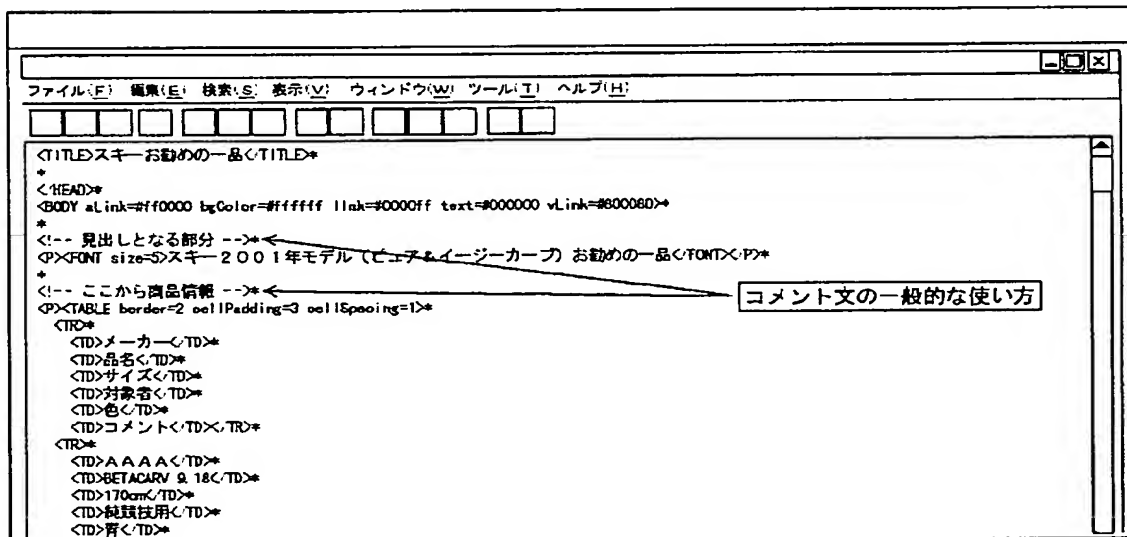 ファイル(F) 編集(E) 検索(S) 表示(V) ウィンドウ(W) ツール(T) ヘルプ(H)
<TITLE>スキーお勧めの一品</TITLE>*
*
</HEAD>*
<BODY aLink=#ff0000 bgColor=#ffffff link=#0000ff text=#000000 vLink=#800080>*
*
<!-- 見出しとなる部分 -->*
<P><FONT size=5>スキー2001年モデル(ピュア&イージーカーブ) お勧めの一品</FONT></P>*
*
<!-- ここから商品情報 -->*
コメント文の一般的な使い方
<P><TABLE border=2 cellPadding=3 cellSpacing=1>*
<TR>*
<TD>メーカー</TD>*
<TD>品名</TD>*
<TD>サイズ</TD>*
<TD>対象者</TD>*
<TD>色</TD>*
<TD>コメント</TD></TR>*
<TR>*
<TD>AAAA</TD>*
<TD>BETACARV 9.18</TD>*
<TD>170cm</TD>*
<TD>純競技用</TD>*
<TD>青</TD>*